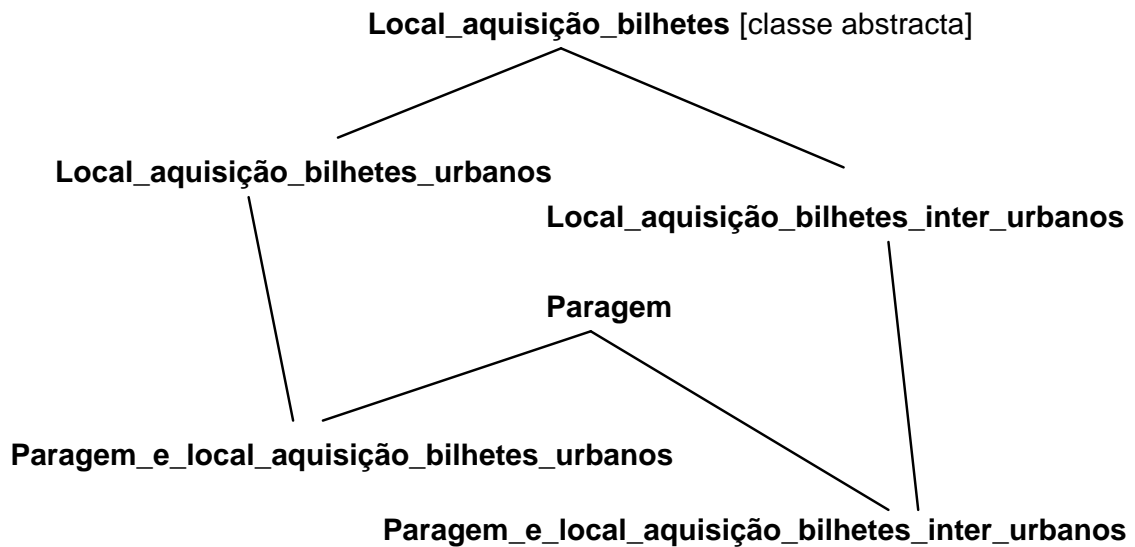 Local_aquisição_bilhetes [classe abstracta]
Local_aquisição_bilhetes_urbanos
Local_aquisição_bilhetes_inter_urbanos
Paragem
Paragem_e_local_aquisição_bilhetes_urbanos
Paragem_e_local_aquisição_bilhetes_inter_urbanos